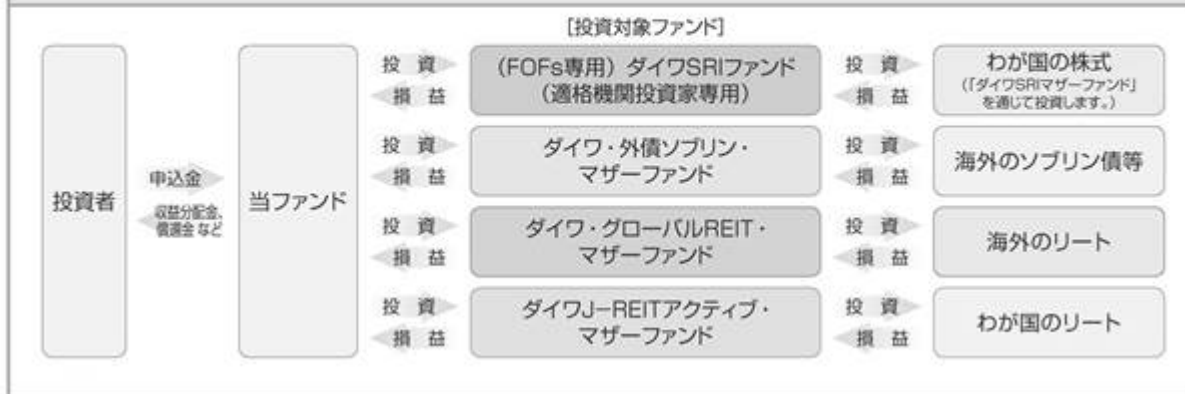 [投資対象ファンド]
投資者
申込金
収益分配金、
償還金 など
当ファンド
投 資
損 益
(FOFs専用) ダイワSRIファンド
(適格機関投資家専用)
投 資
損 益
わが国の株式
(「ダイワSRIマザーファンド」
を通じて投資します。)
投 資
損 益
ダイワ・外債ソブリン・
マザーファンド
投 資
損 益
海外のソブリン債等
投 資
損 益
ダイワ・グローバルREIT・
マザーファンド
投 資
損 益
海外のリート
投 資
損 益
ダイワJ-REITアクティブ・
マザーファンド
投 資
損 益
わが国のリート